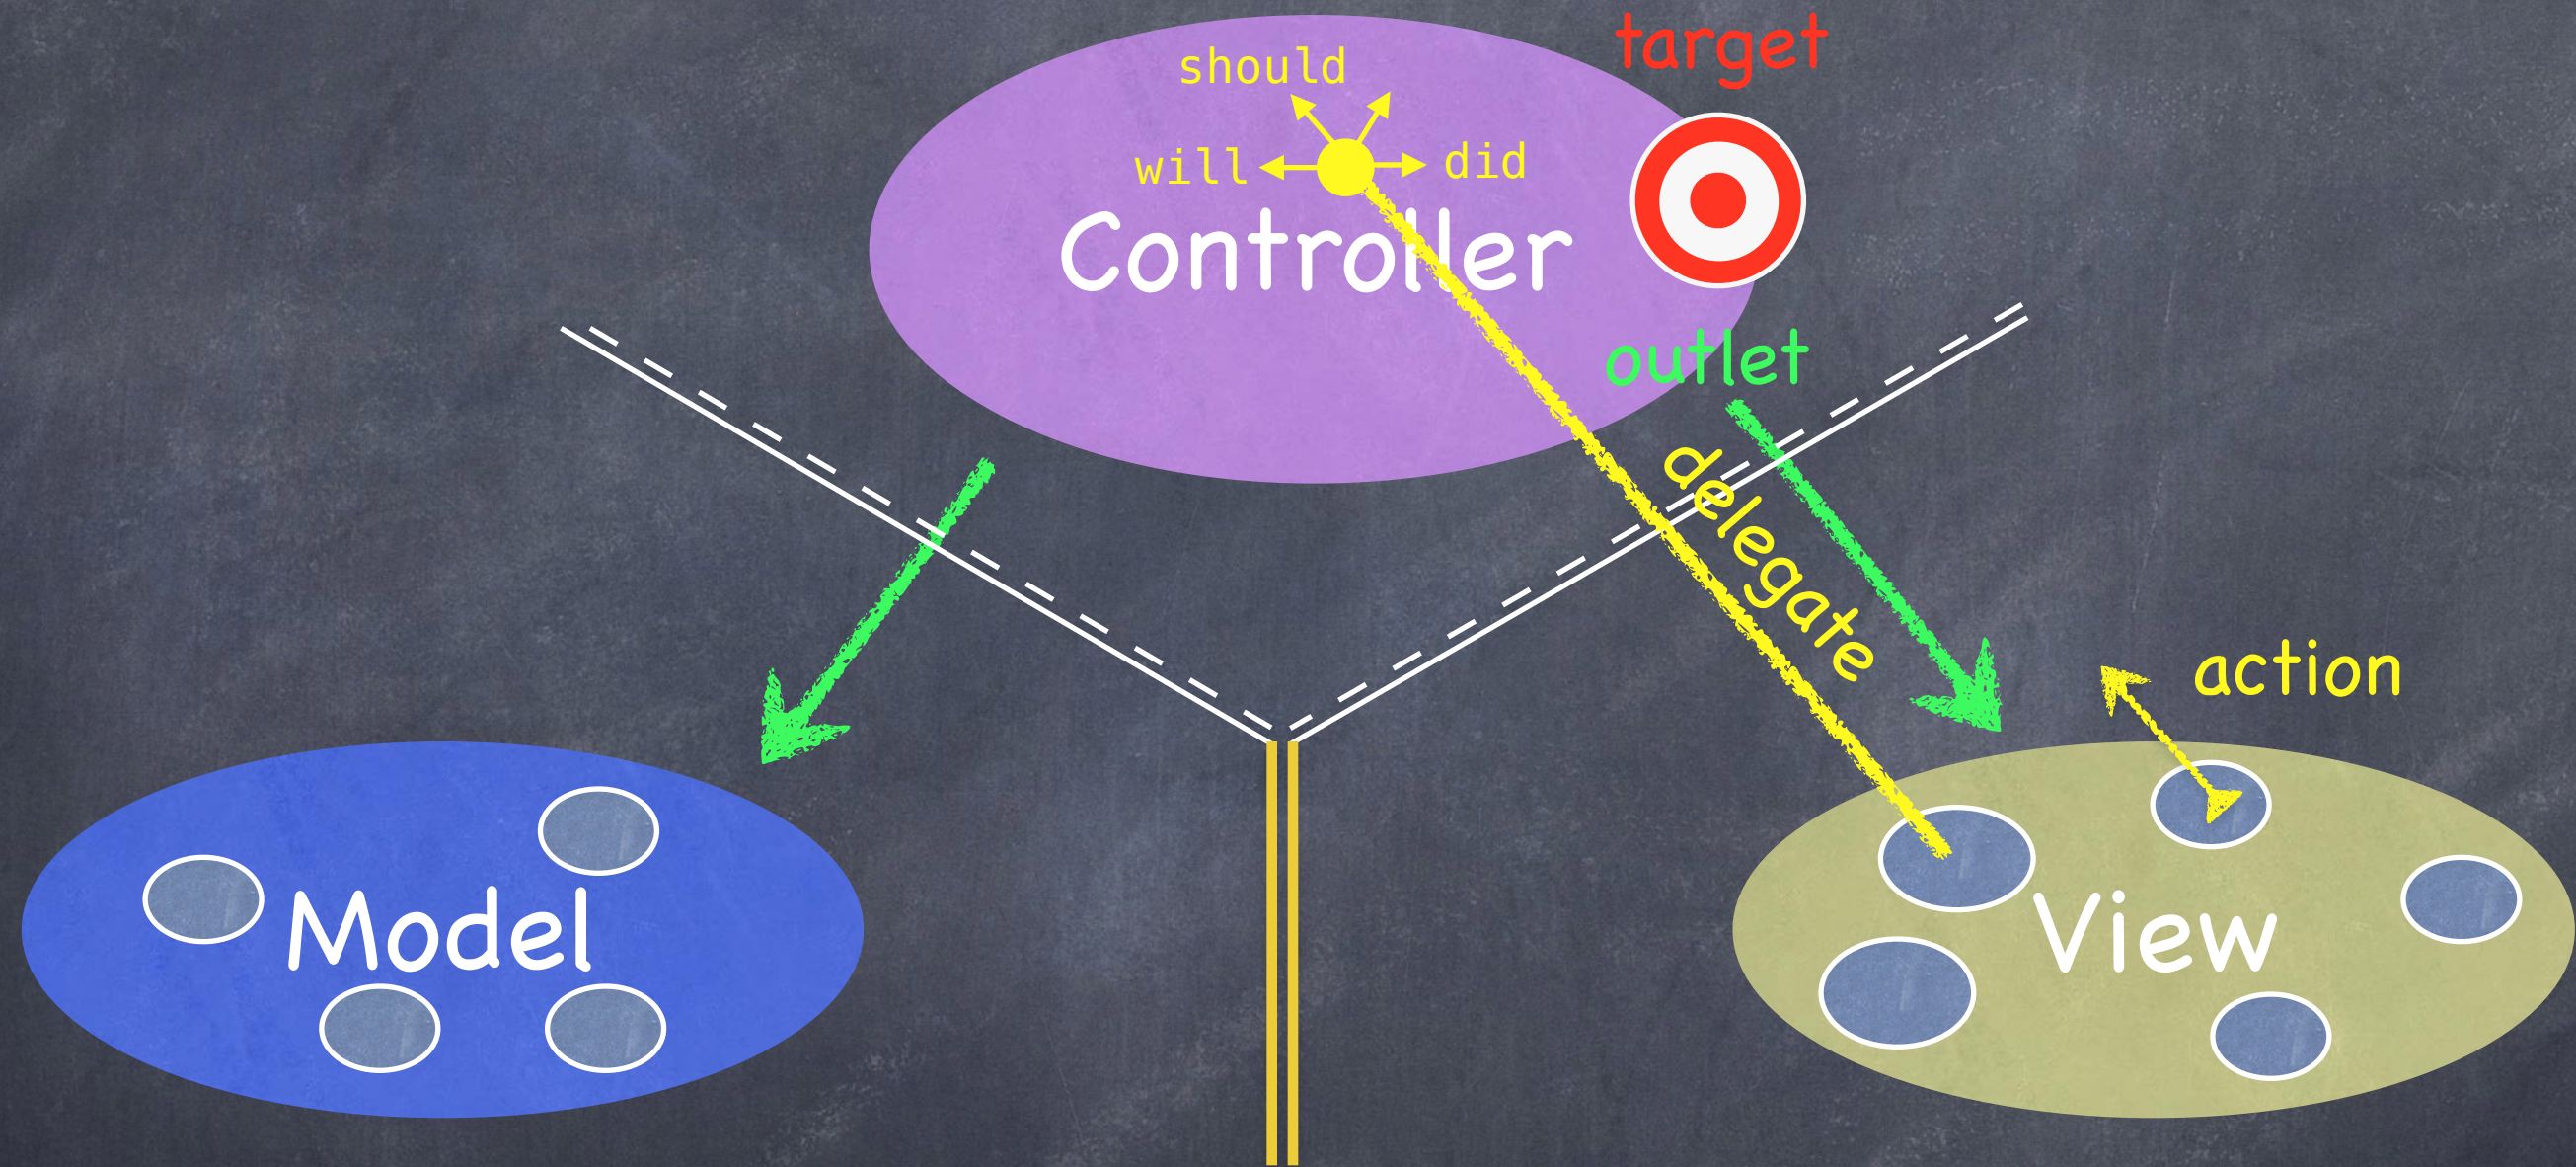 should
target
will
did
Controller
outlet
delegate
action
Model
View